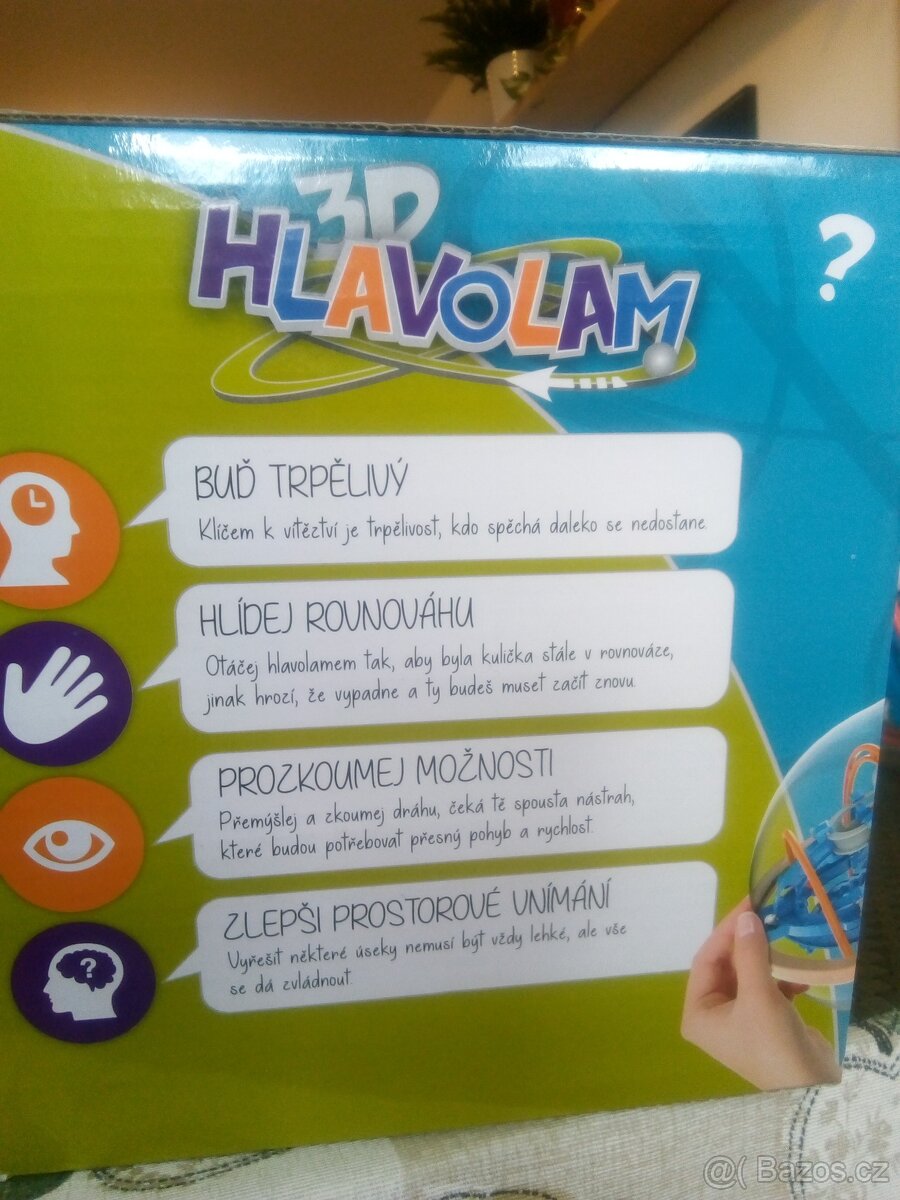 3D
HLAVOLAM
?
BUĎ TRPĚLIVÝ
Klíčem k vítěztví je trpělivost, kdo spěchá daleko se nedostane.
HLÍDEJ ROVNOVÁHU
Otáčej hlavolamem tak, aby byla kulička stále v rovnováze,
jinak hrozí, že vypadne a ty budeš muset začít znovu.
PROZKOUMEJ MOŽNOSTI
Přemýšlej a zkoumej dráhu, čeká tě spousta nástrah,
které budou potřebovat přesný pohyb a rychlost.
ZLEPŠI PROSTOROVÉ VNÍMÁNÍ
?
Vyřešit některé úseky nemusí být vždy lehké, ale vše
se dá zvládnout.
@( Bazos.cz